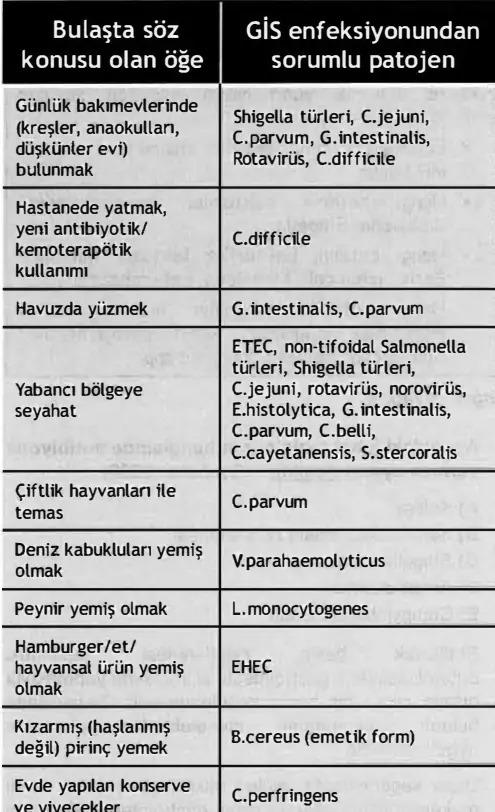 Bulaşta söz
konusu olan öğe
GİS enfeksiyonundan
sorumlu patojen
Günlük bakımevlerinde
(kreşler, anaokulları,
düşkünler evi)
bulunmak
Shigella türleri, C.jejuni,
C.parvum, G.intestinalis,
Rotavirüs, C.difficile
Hastanede yatmak,
yeni antibiyotik/
kemoterapötik
kullanımı
C.difficile
Havuzda yüzmek
G.intestinalis, C.parvum
Yabancı bölgeye
seyahat
ETEC, non-tifoidal Salmonella
türleri, Shigella türleri,
C.jejuni, rotavirüs, norovirüs,
E.histolytica, G.intestinalis,
C.parvum, C.belli,
C.cayetanensis, S.stercoralis
Çiftlik hayvanları ile
temas
C.parvum
Deniz kabukluları yemiş
olmak
V.parahaemolyticus
Peynir yemiş olmak
L.monocytogenes
Hamburger/et/
hayvansal ürün yemiş
olmak
EHEC
Kızarmış (haşlanmış
değil) pirinç yemek
B.cereus (emetik form)
Evde yapılan konserve
ve yiyecekler
C.perfringens